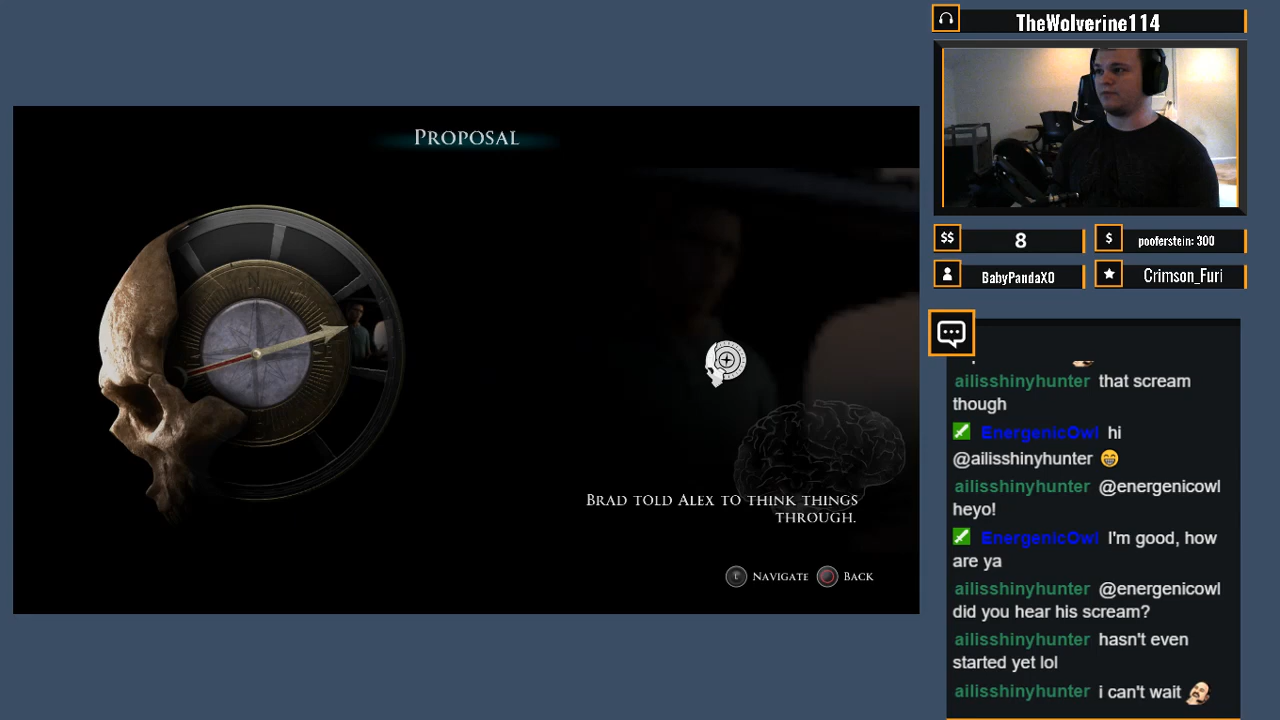 TheWolverine114
PROPOSAL
N
$$
8
$
pooferstein: 300
BabyPandaXO
Crimson_Furi
ailisshinyhunter that scream
though
EnergenicOwl hi
@ailisshinyhunter
ailisshinyhunter @energenicowl
heyo!
EnergenicOwl I'm good, how
are ya
ailisshinyhunter @energenicowl
did you hear his scream?
ailisshinyhunter hasn't even
started yet lol
ailisshinyhunter i can't wait
BRAD TOLD ALEX TO THINK THINGS
THROUGH.
L NAVIGATE BACK